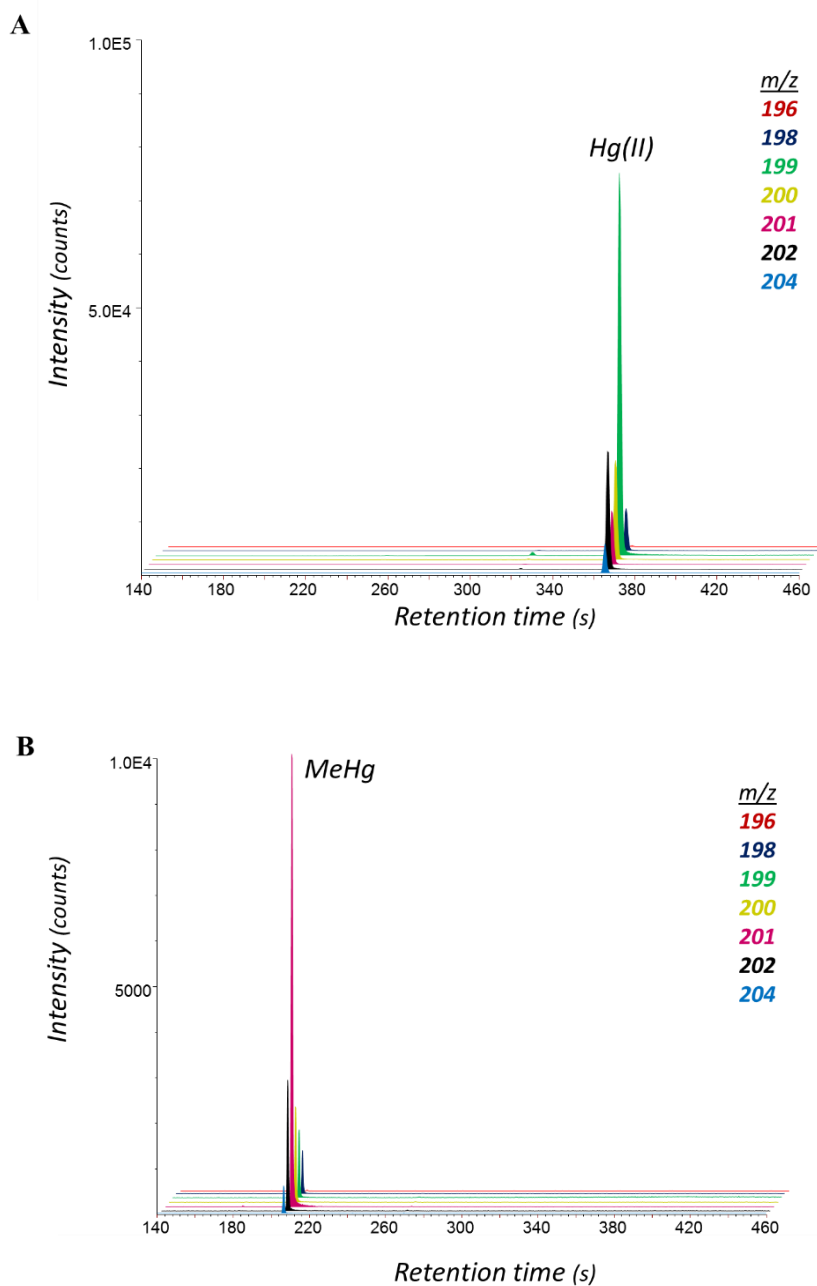 A
1.0E5
m/z
196
198
199
200
201
202
204
Hg(II)
Intensity (counts)
5.0E4
140 180 220 260 300 340 380 420 460
Retention time (s)
B
1.0E4
MeHg
m/z
196
198
199
200
201
202
204
Intensity (counts)
5000
140 180 220 260 300 340 380 420 460
Retention time (s)